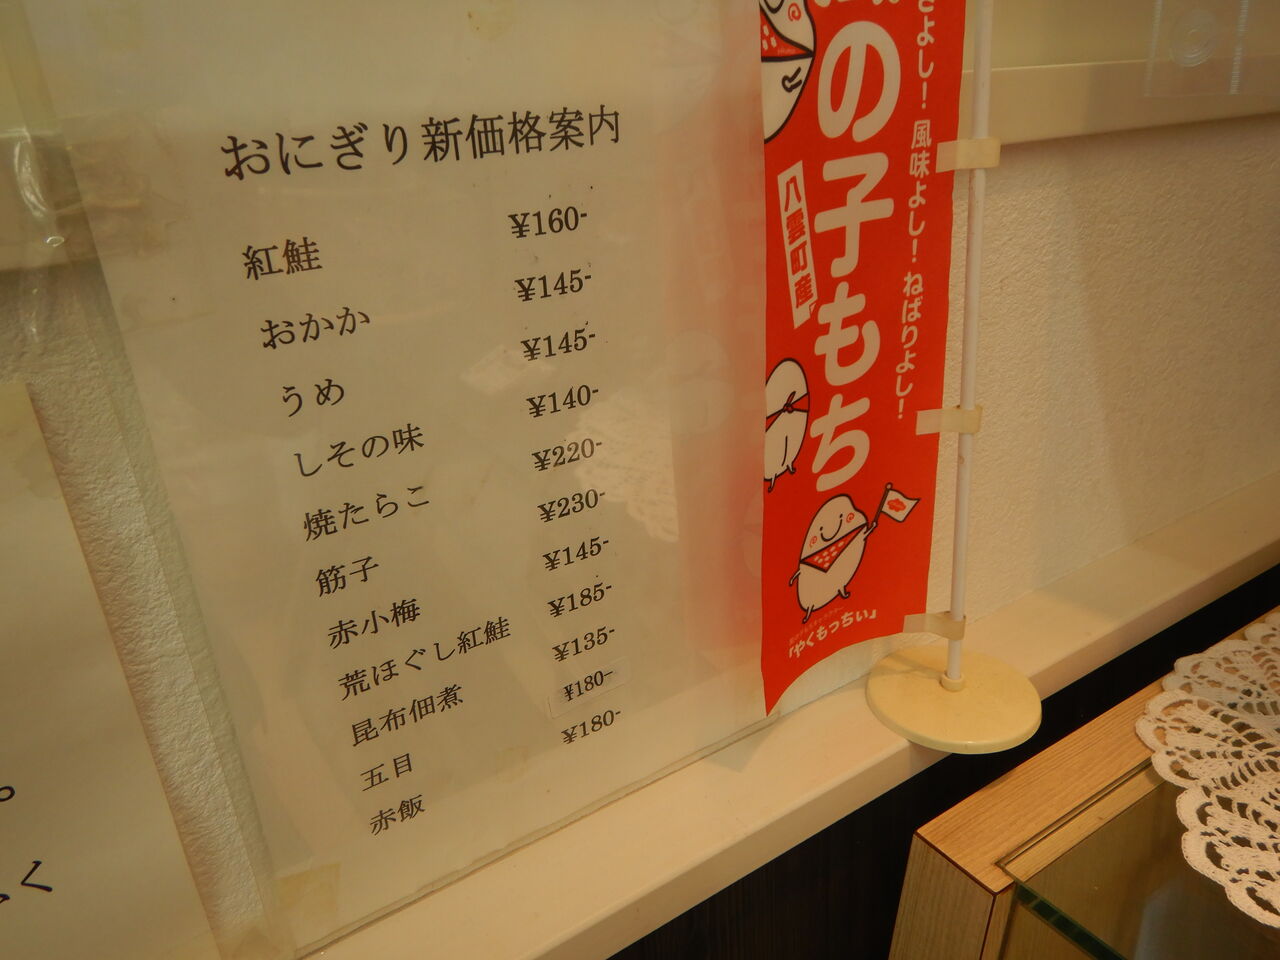 おにぎり新価格案内
紅鮭 ¥160-
おかか ¥145-
うめ ¥145-
しその味 ¥140-
焼たらこ ¥220-
筋子 ¥230-
赤小梅 ¥145-
荒ほぐし紅鮭 ¥185-
昆布佃煮 ¥135-
五目 ¥180-
赤飯 ¥180-
よし!風味よし!ねばりよし!
の子もち
八雲町産
「やくもっちぃ」
く